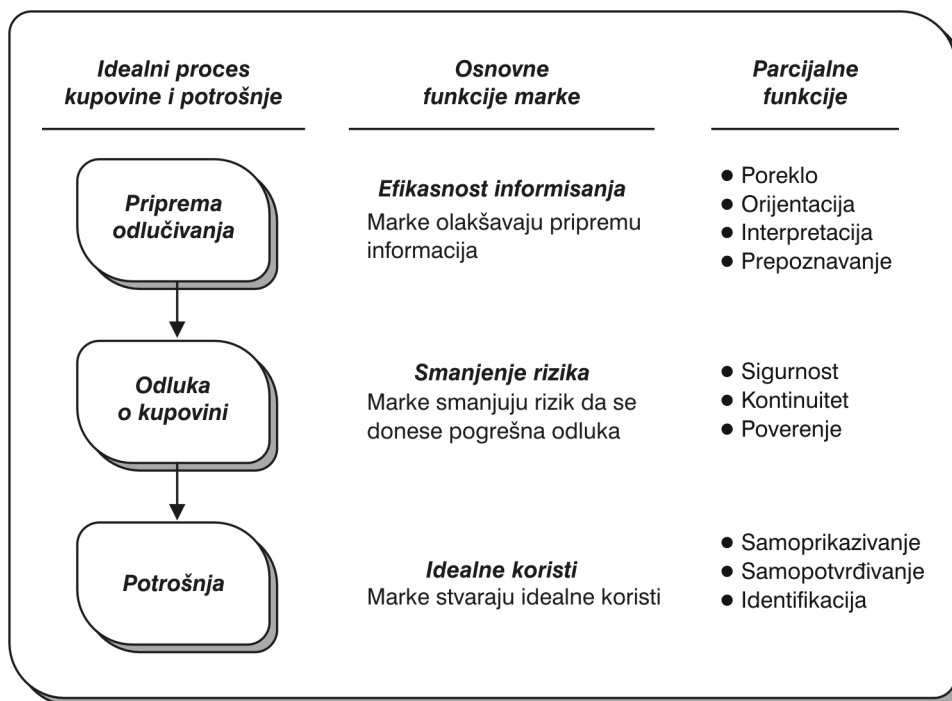 Idealni proces
kupovine i potrošnje
Osnovne
funkcije marke
Parcijalne
funkcije
Priprema
odlučivanja
Efikasnost informisanja
Marke olakšavaju pripremu
informacija
● Poreklo
● Orijentacija
● Interpretacija
● Prepoznavanje
Odluka
o kupovini
Smanjenje rizika
Marke smanjuju rizik da se
donese pogrešna odluka
● Sigurnost
● Kontinuitet
● Poverenje
Potrošnja
Idealne koristi
Marke stvaraju idealne koristi
● Samoprikazivanje
● Samopotvrđivanje
● Identifikacija